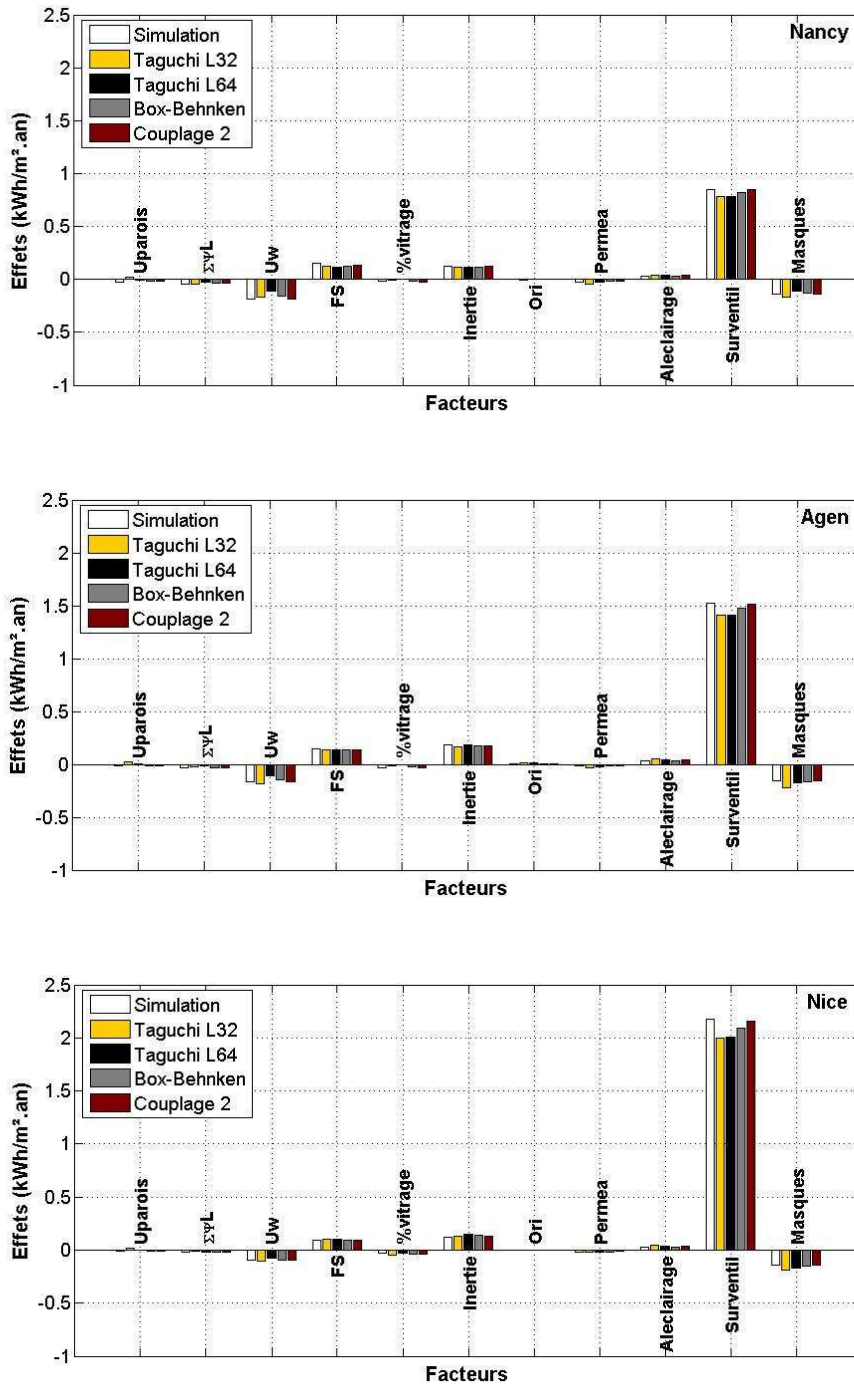 Nancy
Simulation
Taguchi L32
Taguchi L64
Box-Behnken
Couplage 2
2.5
2
1.5
1
0.5
0
-0.5
-1
Effets (kWh/m².an)
Uparois
ΣΨL
Uw
FS
%vitrage
Inertie
Ori
Permea
Aleclairage
Surventil
Masques
Facteurs
Agen
Simulation
Taguchi L32
Taguchi L64
Box-Behnken
Couplage 2
2.5
2
1.5
1
0.5
0
-0.5
-1
Effets (kWh/m².an)
Uparois
ΣΨL
Uw
FS
%vitrage
Inertie
Ori
Permea
Aleclairage
Surventil
Masques
Facteurs
Nice
Simulation
Taguchi L32
Taguchi L64
Box-Behnken
Couplage 2
2.5
2
1.5
1
0.5
0
-0.5
-1
Effets (kWh/m².an)
Uparois
ΣΨL
Uw
FS
%vitrage
Inertie
Ori
Permea
Aleclairage
Surventil
Masques
Facteurs